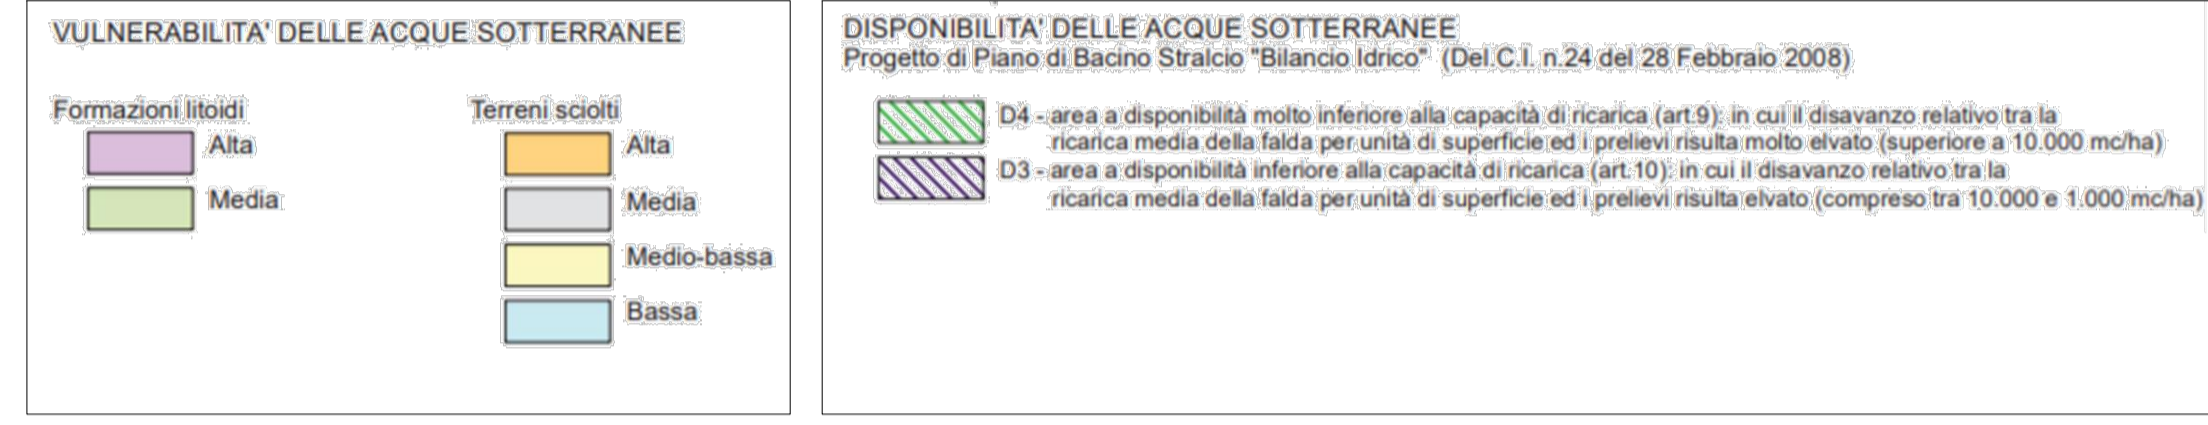 VULNERABILITA' DELLE ACQUE SOTTERRANEE
Formazioni litoidi
Alta
Media
Terreni sciolti
Alta
Media
Medio-bassa
Bassa
DISPONIBILITA' DELLE ACQUE SOTTERRANEE
Progetto di Piano di Bacino Stralcio "Bilancio Idrico" (Del.C.I. n.24 del 28 Febbraio 2008)
D4 - area a disponibilità molto inferiore alla capacità di ricarica (art.9): in cui il disavanzo relativo tra la
ricarica media della falda per unità di superficie ed i prelievi risulta molto elvato (superiore a 10.000 mc/ha)
D3 - area a disponibilità inferiore alla capacità di ricarica (art.10): in cui il disavanzo relativo tra la
ricarica media della falda per unità di superficie ed i prelievi risulta elvato (compreso tra 10.000 e 1.000 mc/ha)